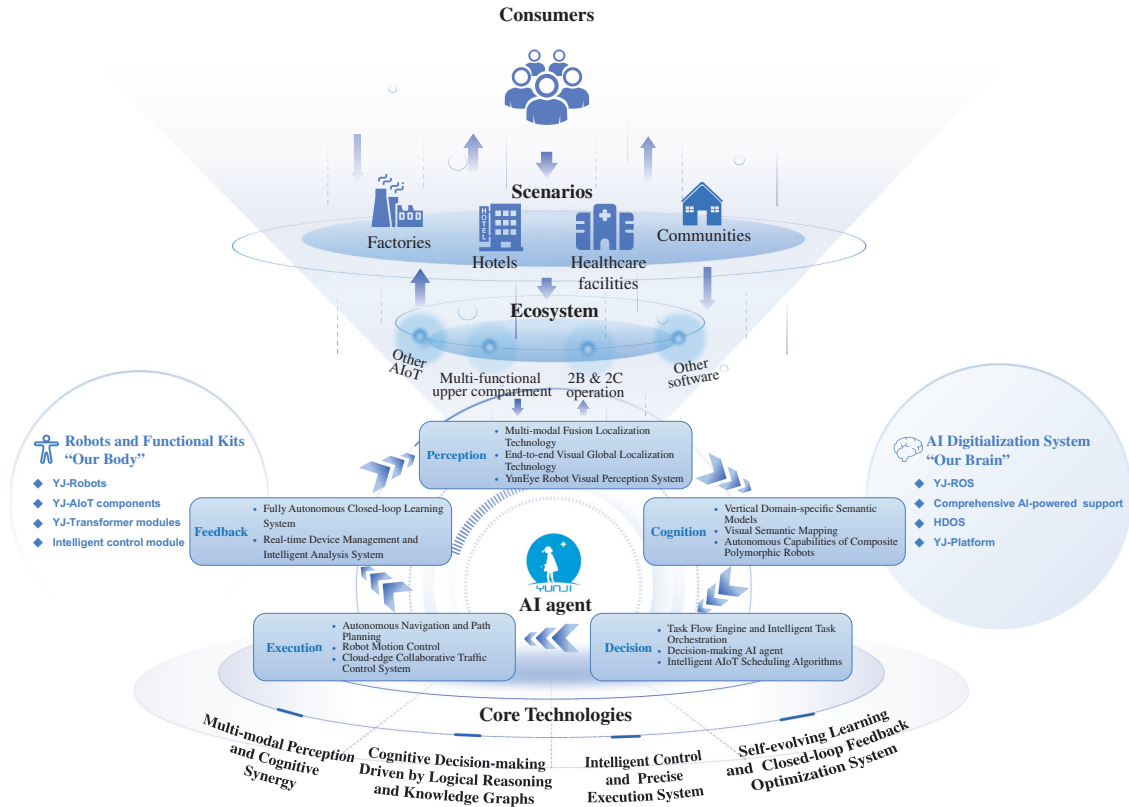 Consumers
Scenarios
Factories
HOTEL
Hotels
Healthcare
facilities
Communities
Ecosystem
Other
AIoT
Multi-functional
upper compartment
2B & 2C
operation
Other
software
Robots and Functional Kits
“Our Body”
YJ-Robots
YJ-AIoT components
YJ-Transformer modules
Intelligent control module
AI Digitialization System
“Our Brain”
YJ-ROS
Comprehensive AI-powered support
HDOS
YJ-Platform
Perception
Multi-modal Fusion Localization
Technology
End-to-end Visual Global Localization
Technology
YunEye Robot Visual Perception System
Feedback
Fully Autonomous Closed-loop Learning
System
Real-time Device Management and
Intelligent Analysis System
Cognition
Vertical Domain-specific Semantic
Models
Visual Semantic Mapping
Autonomous Capabilities of Composite
Polymorphic Robots
YUNJI
AI agent
Execution
Autonomous Navigation and Path
Planning
Robot Motion Control
Cloud-edge Collaborative Traffic
Control System
Decision
Task Flow Engine and Intelligent Task
Orchestration
Decision-making AI agent
Intelligent AIoT Scheduling Algorithms
Core Technologies
Multi-modal Perception
and Cognitive
Synergy
Cognitive Decision-making
Driven by Logical Reasoning
and Knowledge Graphs
Intelligent Control
and Precise
Execution System
Self-evolving Learning
and Closed-loop Feedback
Optimization System